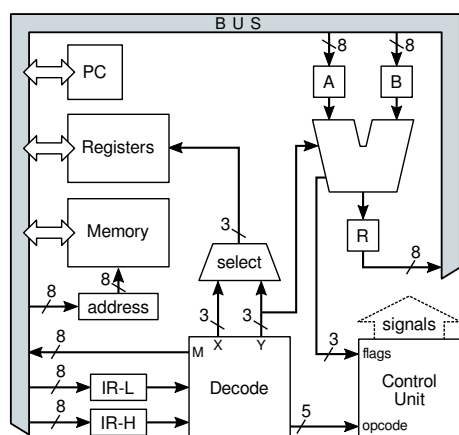 BUS
8 8
PC
A B
Registers
3
Memory
R
8
8
select
8
address
3 3
signals
8
M X Y
3
flags
8
IR-L
Decode
Control
Unit
8
IR-H
5
opcode